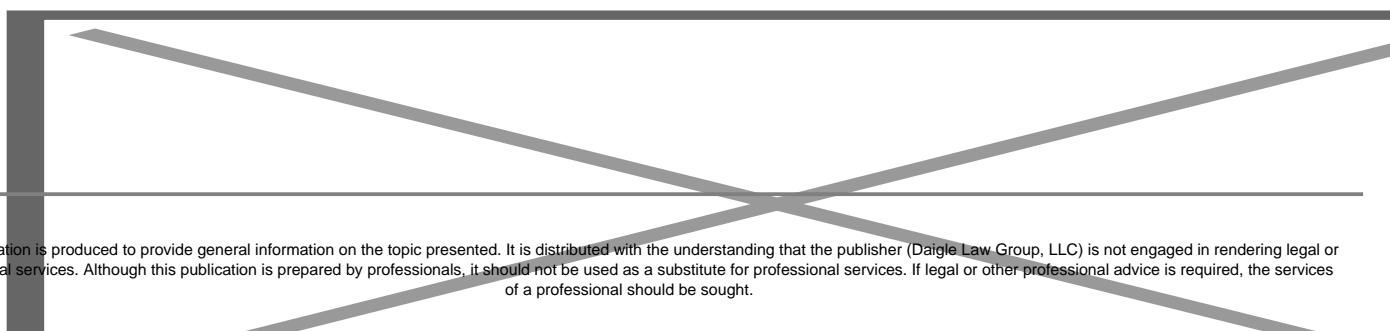 is produced to provide general information on the topic presented. It is distributed with the understanding that the publisher (Daigle Law Group, LLC) is not engaged in rendering legal or
services. Although this publication is prepared by professionals, it should not be used as a substitute for professional services. If legal or other professional advice is required, the services
of a professional should be sought.